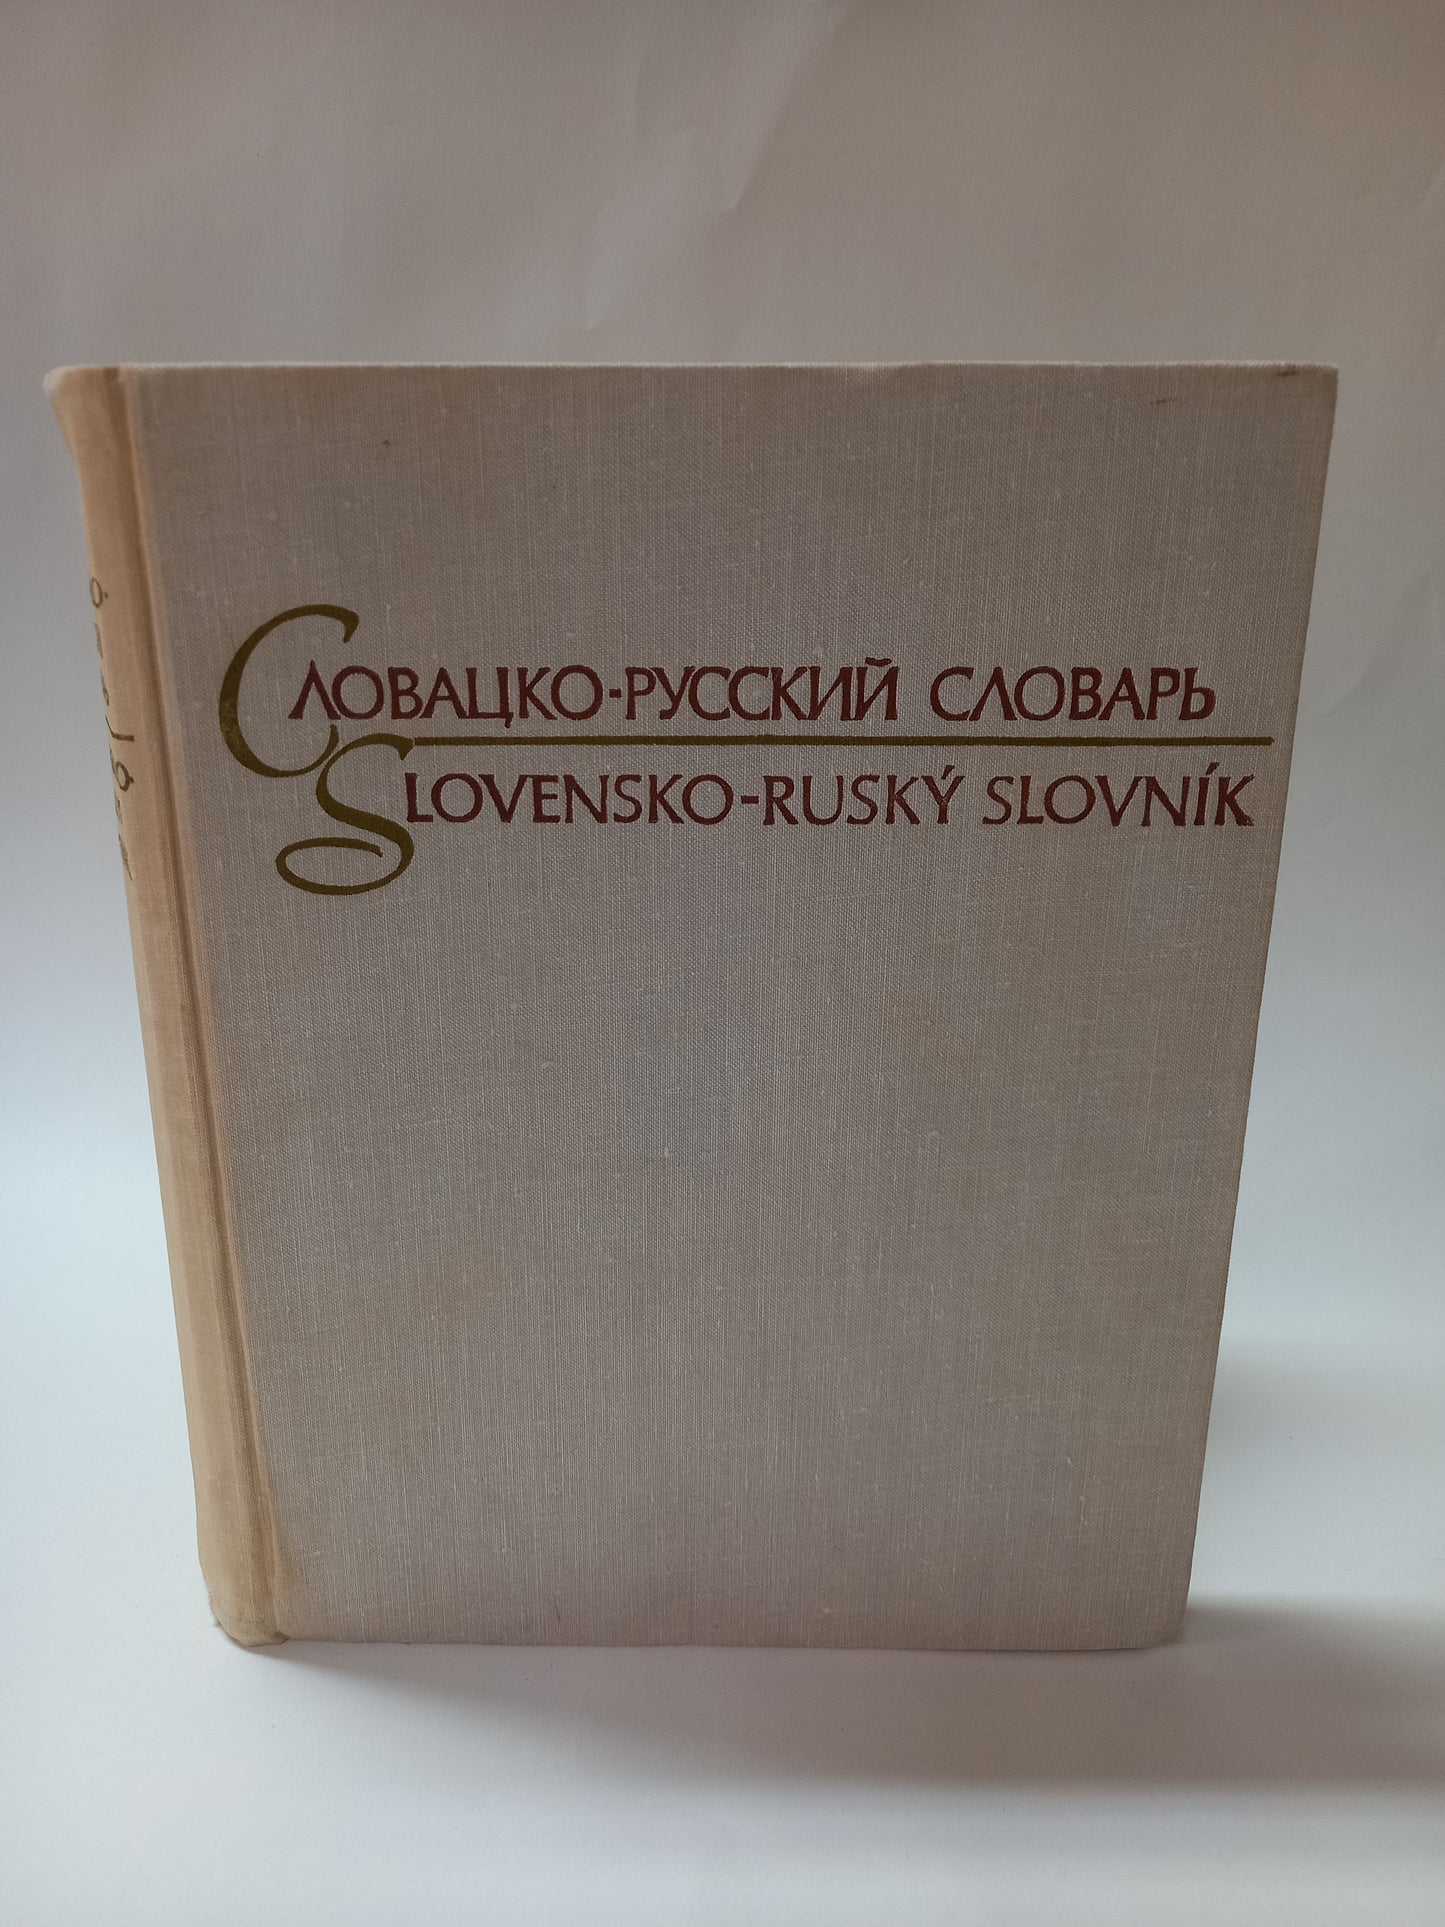 Словацко-русский словарь
Slovensko-ruský slovník